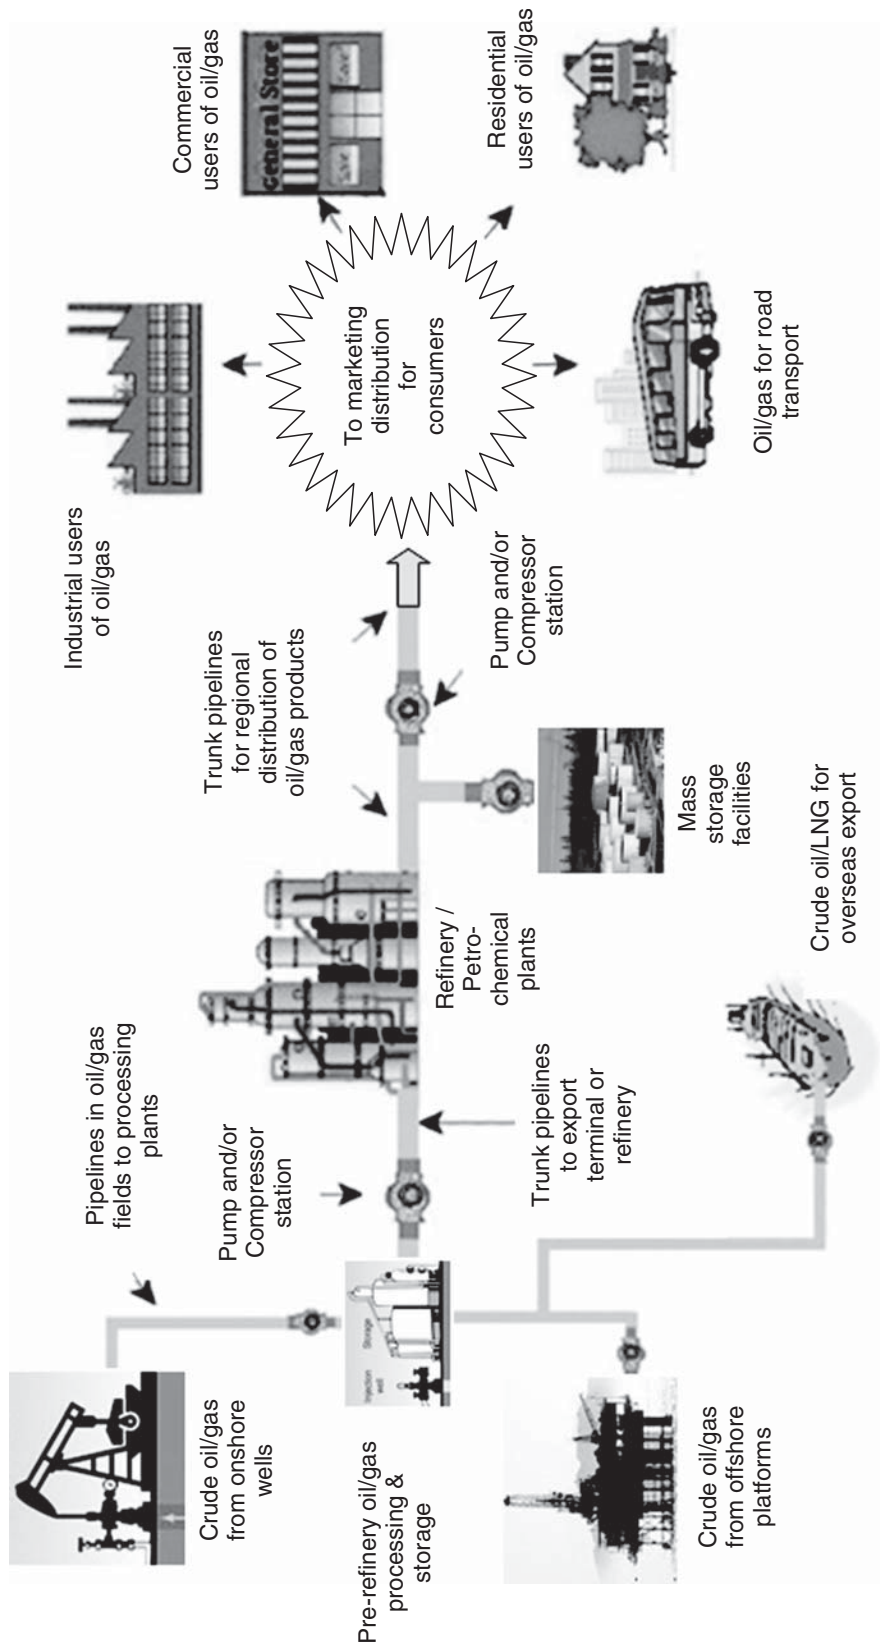 Crude oil/gas
from onshore
wells
Pipelines in oil/gas
fields to processing
plants
Industrial users
of oil/gas
Commercial
users of oil/gas
General Store
Save
Save
Pre-refinery oil/gas
processing &
storage
Injection
well
Storage
Pump and/or
Compressor
station
Trunk pipelines
for regional
distribution of
oil/gas products
To marketing
distribution
for
consumers
Refinery /
Petro-
chemical
plants
Pump and/or
Compressor
station
Residential
users of oil/gas
Crude oil/gas
from offshore
platforms
Trunk pipelines
to export
terminal or
refinery
Mass
storage
facilities
Oil/gas for road
transport
Crude oil/LNG for
overseas export